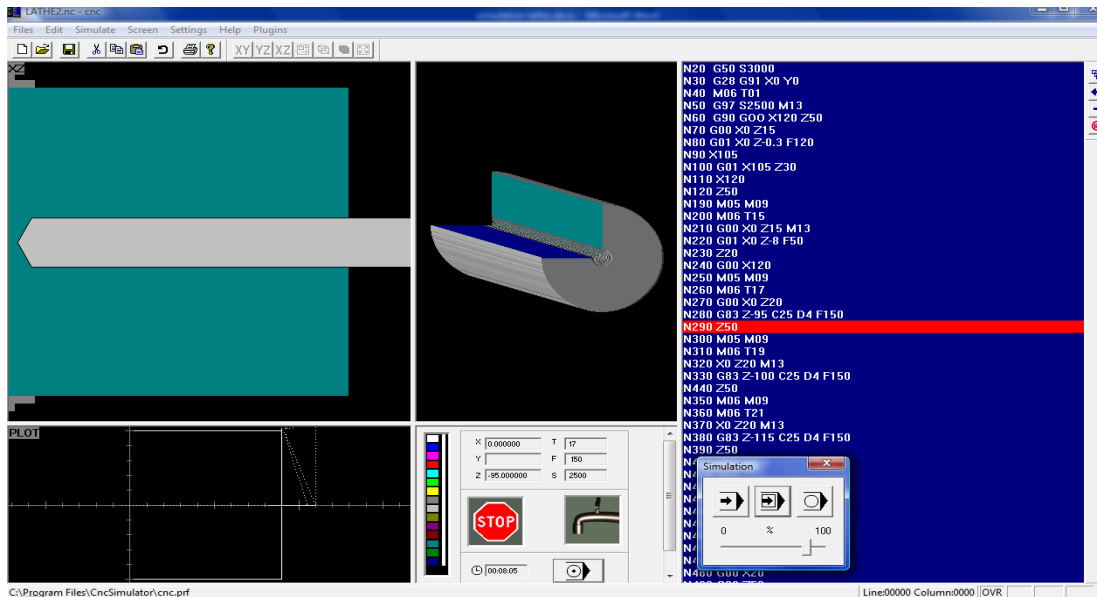 LATHE2.nc - cnc
Files Edit Simulate Screen Settings Help Plugins
XY YZ XZ
XZ
N20 G50 S3000
N30 G28 G91 X0 Y0
N40 M06 T01
N50 G97 S2500 M13
N60 G90 GOO X120 Z50
N70 G00 X0 Z15
N80 G01 X0 Z-0.3 F120
N90 X105
N100 G01 X105 Z30
N110 X120
N120 Z50
N190 M05 M09
N200 M06 T15
N210 G00 X0 Z15 M13
N220 G01 X0 Z-8 F50
N230 Z20
N240 G00 X120
N250 M05 M09
N260 M06 T17
N270 G00 X0 Z20
N280 G83 Z-95 C25 D4 F150
N290 Z50
N300 M05 M09
N310 M06 T19
N320 X0 Z20 M13
N330 G83 Z-100 C25 D4 F150
N440 Z50
N350 M06 M09
N360 M06 T21
N370 X0 Z20 M13
N380 G83 Z-115 C25 D4 F150
N390 Z50
N480 G00 X20
PLOT
X 0.000000 T 17
Y F 150
Z -95.000000 S 2500
STOP
00:08:05
Simulation
0 % 100
C:\Program Files\CncSimulator\cnc.prf
Line:00000 Column:0000 OVR